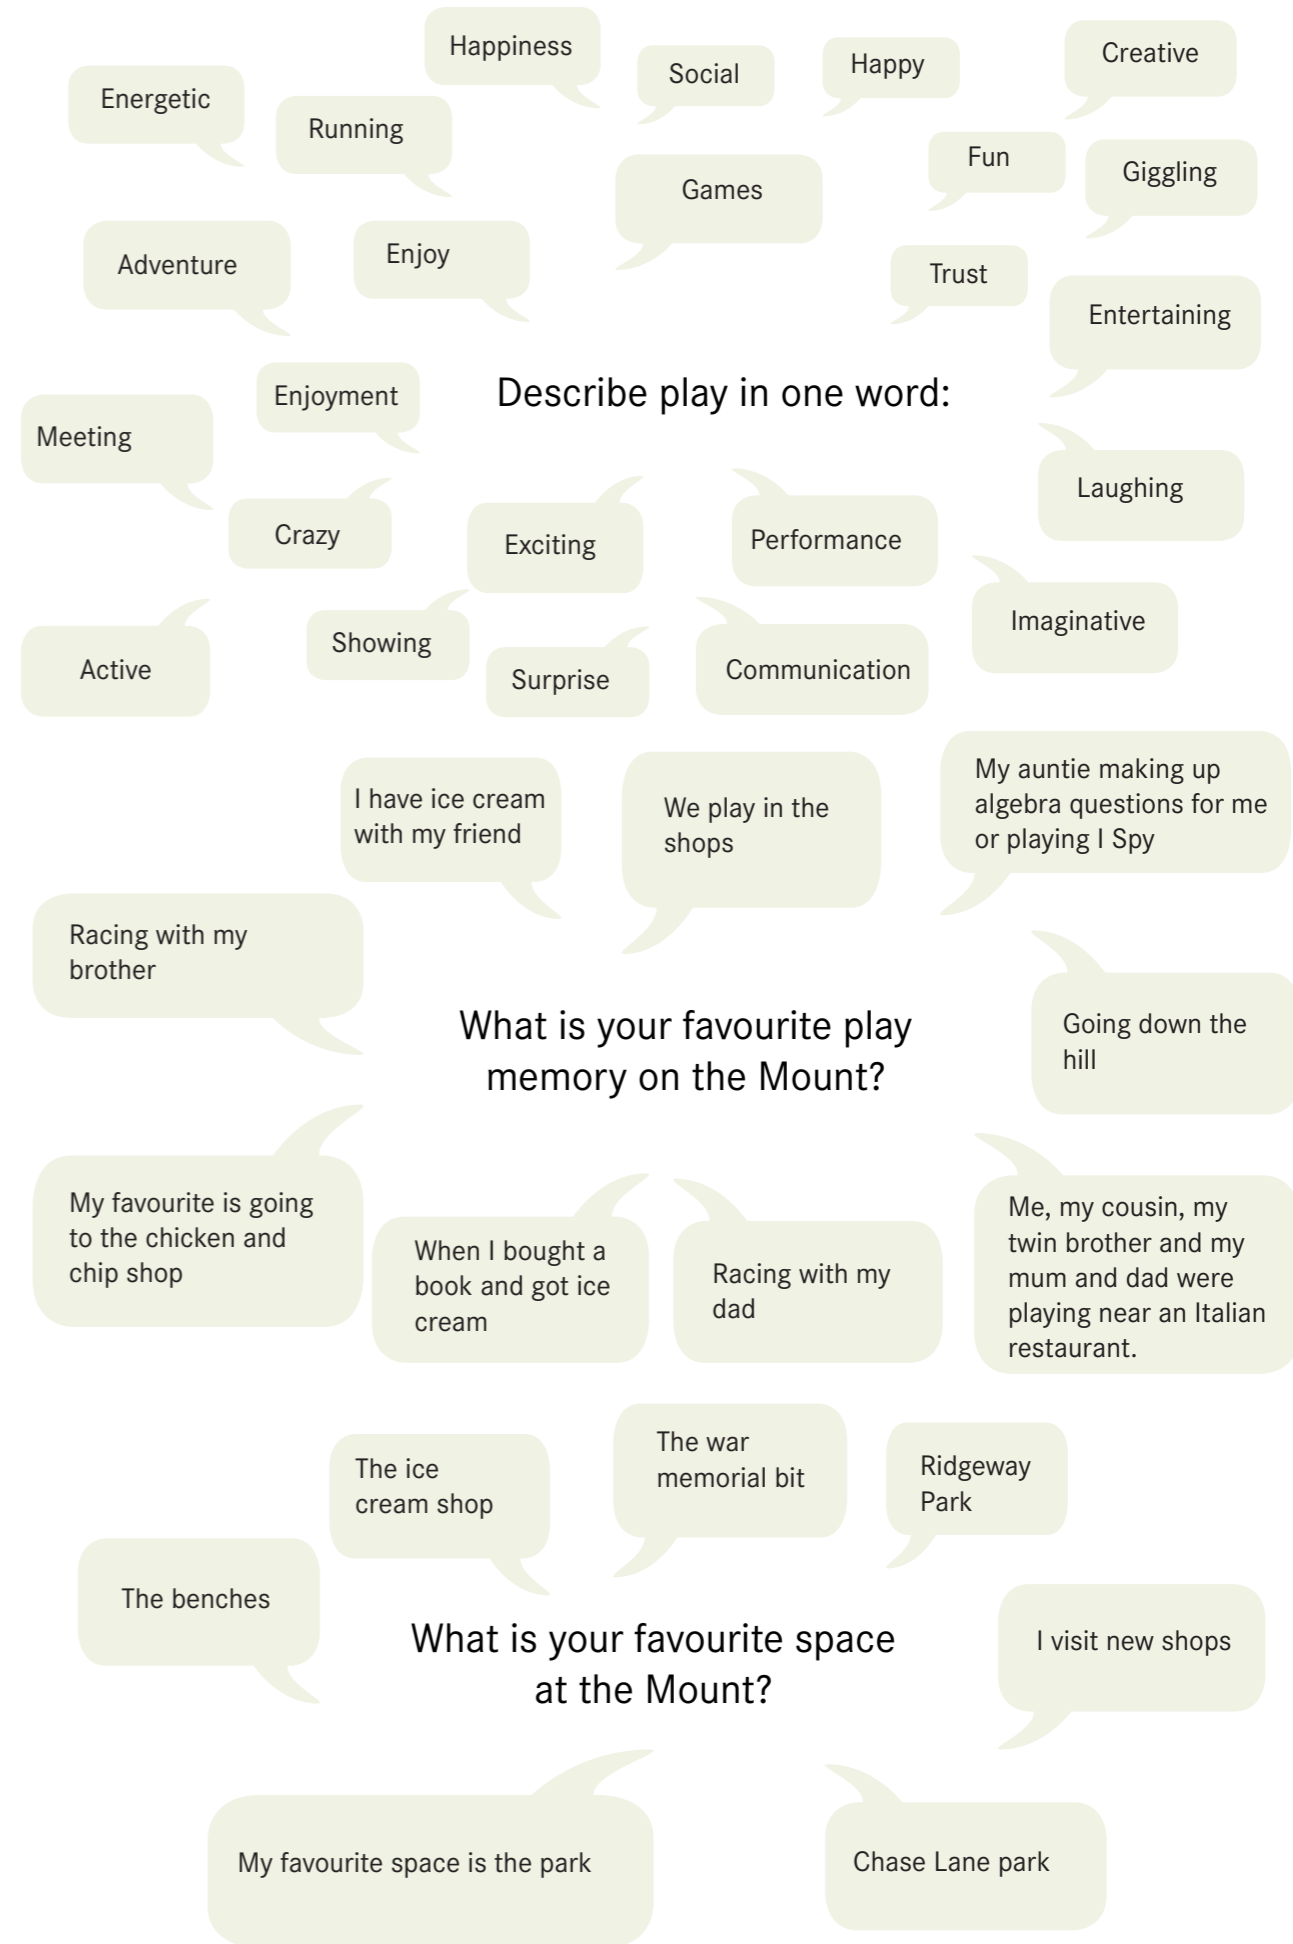 Happiness
Social
Happy
Creative
Energetic
Running
Games
Fun
Giggling
Adventure
Enjoy
Trust
Entertaining
Enjoyment
Describe play in one word:
Meeting
Crazy
Exciting
Performance
Laughing
Active
Showing
Surprise
Communication
Imaginative
I have ice cream
with my friend
We play in the
shops
My auntie making up
algebra questions for me
or playing I Spy
Racing with my
brother
What is your favourite play
memory on the Mount?
Going down the
hill
My favourite is going
to the chicken and
chip shop
When I bought a
book and got ice
cream
Racing with my
dad
Me, my cousin, my
twin brother and my
mum and dad were
playing near an Italian
restaurant.
The ice
cream shop
The war
memorial bit
Ridgeway
Park
The benches
What is your favourite space
at the Mount?
I visit new shops
My favourite space is the park
Chase Lane park